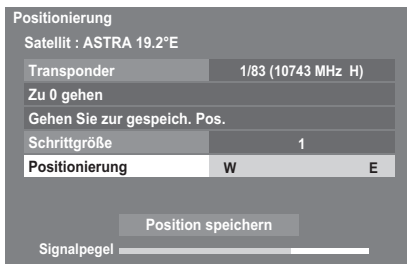 Positionierung
Satellit : ASTRA 19.2°E
Transponder 1/83 (10743 MHz H)
Zu 0 gehen
Gehen Sie zur gespeich. Pos.
Schrittgröße 1
Positionierung W E
Position speichern
Signalpegel